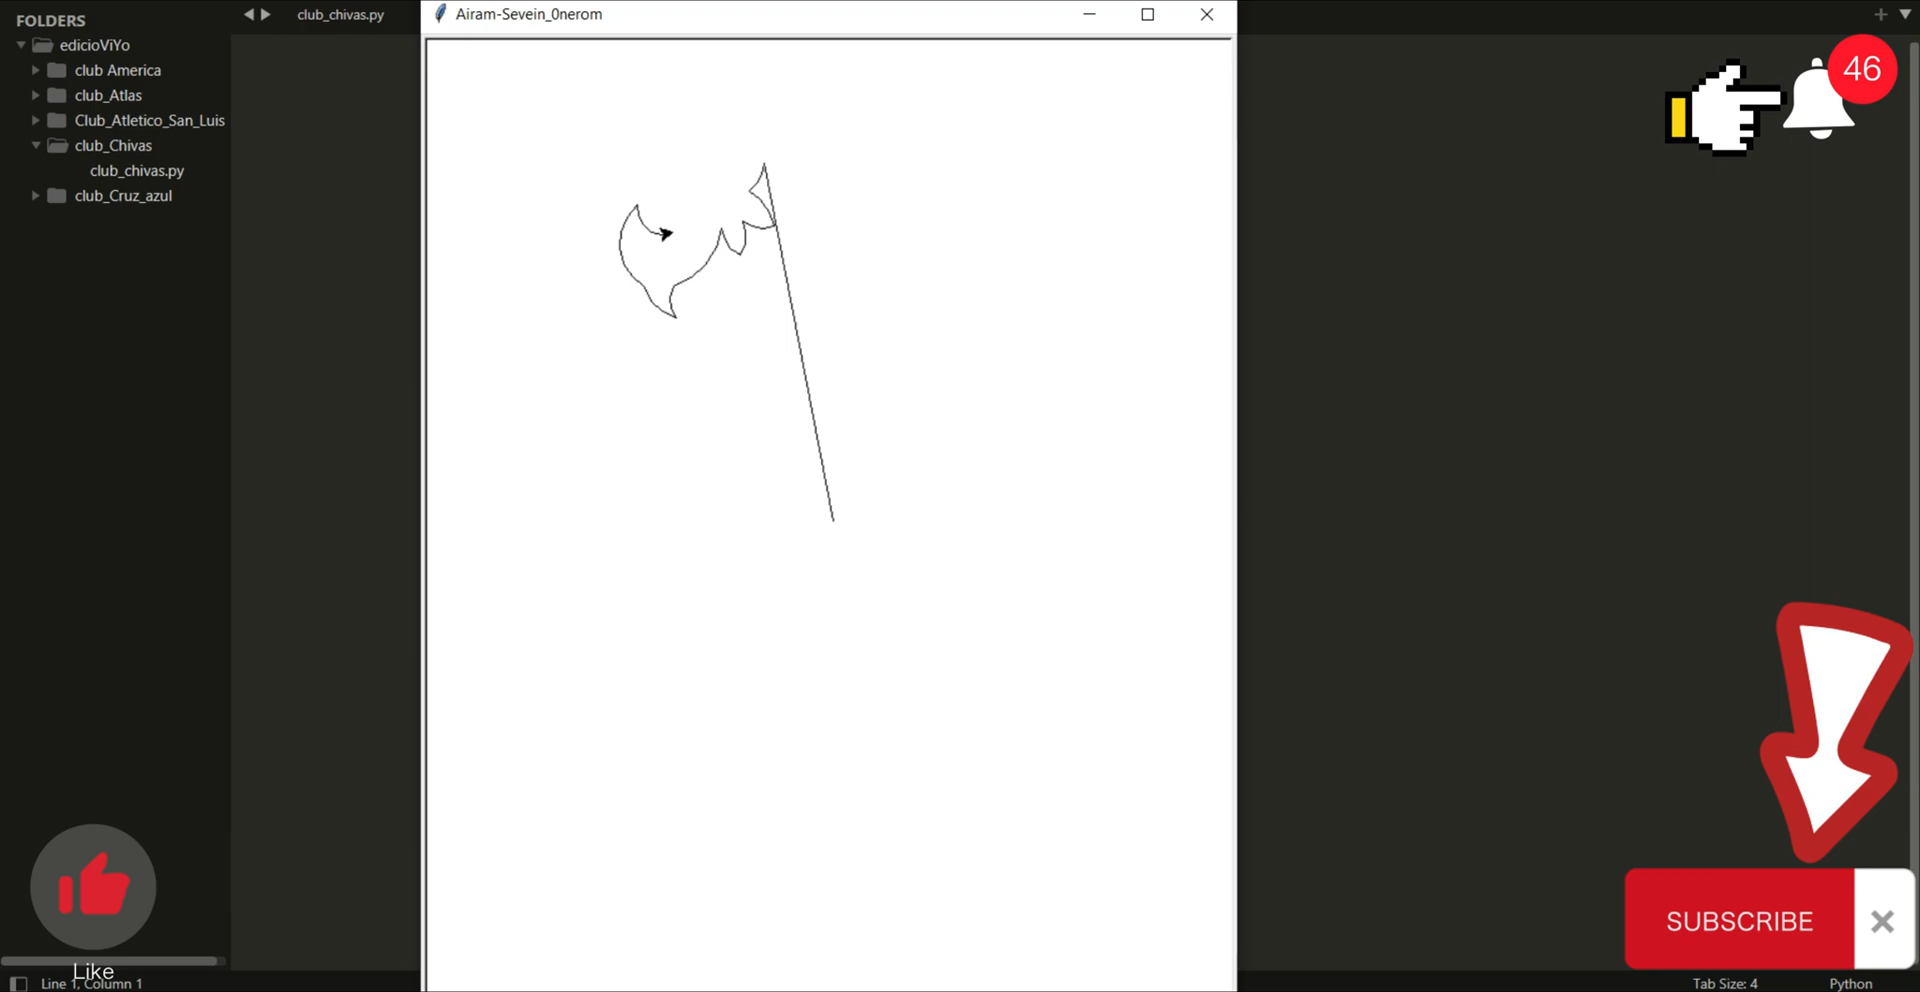 FOLDERS
edicioViYo
club America
club_Atlas
Club_Atletico_San_Luis
club_Chivas
club_chivas.py
club_Cruz_azul
club_chivas.py
Airam-Sevein_0nerom
46
SUBSCRIBE
Like
Line 1, Column 1
Tab Size: 4
Python